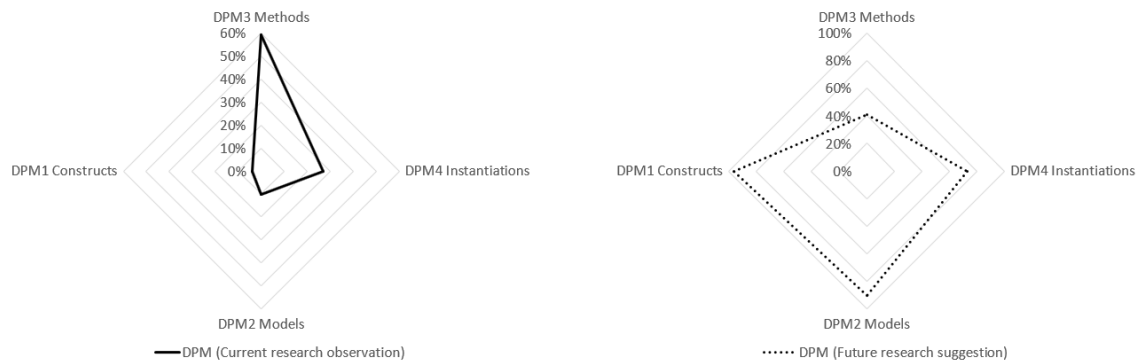 DPM3 Methods
60%
50%
40%
30%
20%
10%
0%
DPM1 Constructs
DPM4 Instantiations
DPM2 Models
DPM (Current research observation)
DPM3 Methods
100%
80%
60%
40%
20%
0%
DPM1 Constructs
DPM4 Instantiations
DPM2 Models
DPM (Future research suggestion)